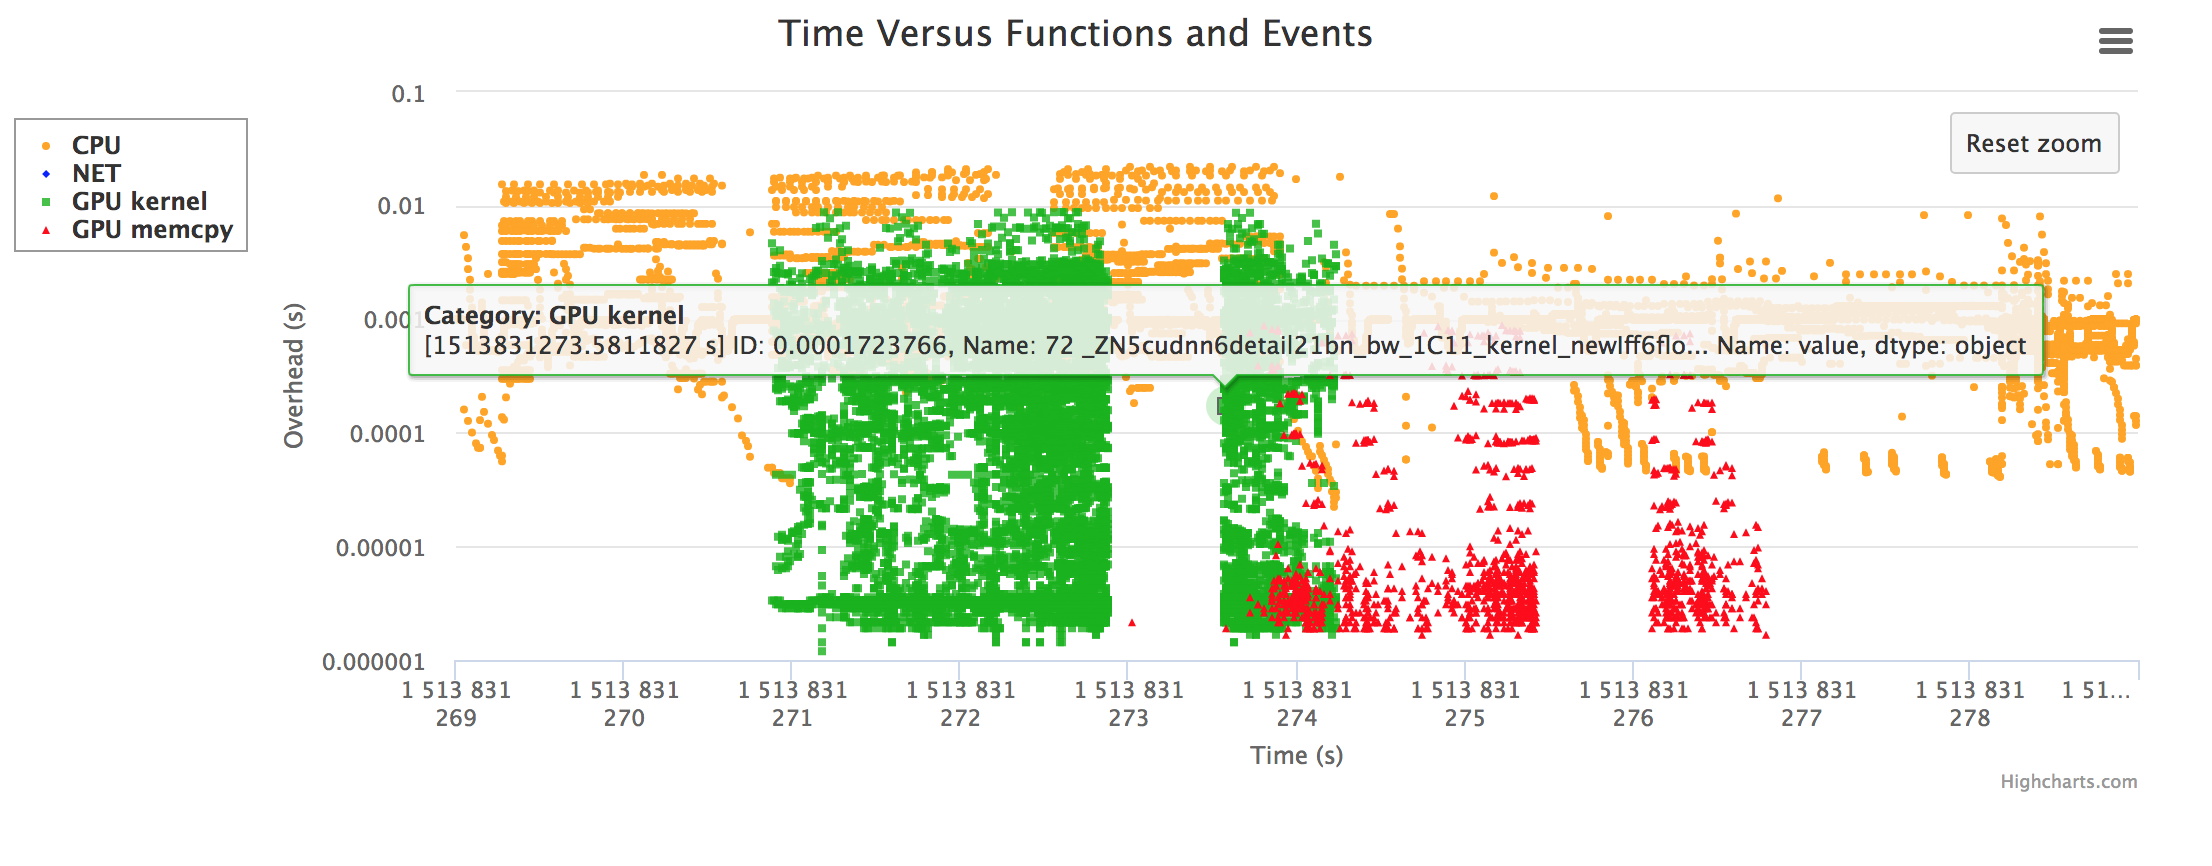 Time Versus Functions and Events
CPU
NET
GPU kernel
GPU memcpy
Reset zoom
Overhead (s)
0.1
0.01
0.001
0.0001
0.00001
0.000001
Category: GPU kernel
[1513831273.5811827 s] ID: 0.0001723766, Name: 72 _ZN5cudnn6detail21bn_bw_1C11_kernel_newIff6flo... Name: value, dtype: object
1 513 831
269
1 513 831
270
1 513 831
271
1 513 831
272
1 513 831
273
1 513 831
274
1 513 831
275
1 513 831
276
1 513 831
277
1 513 831
278
1 51...
Time (s)
Highcharts.com